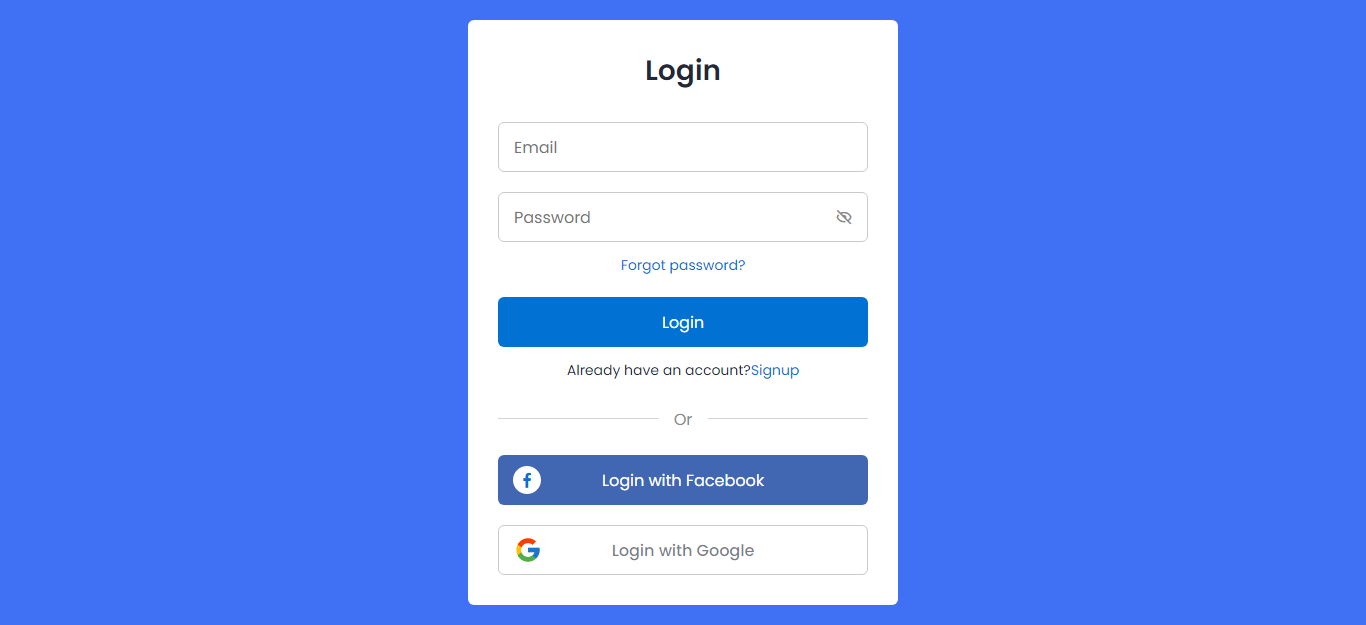 Login
Email
Password
Forgot password?
Login
Already have an account?Signup
Or
Login with Facebook
Login with Google